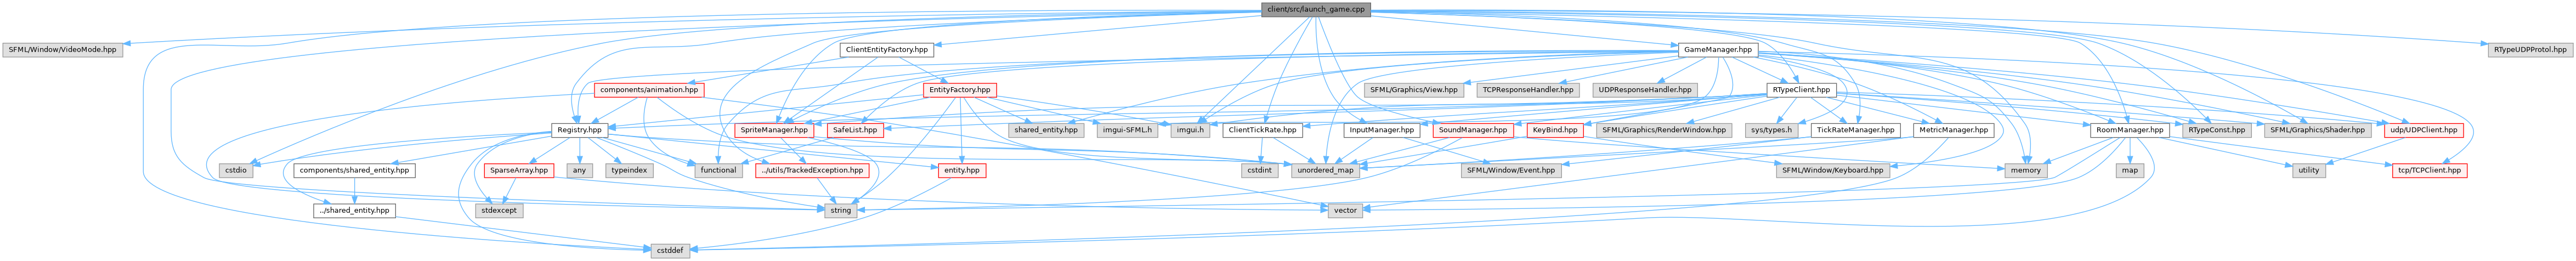 client/src/launch_game.cpp
SFML/Window/VideoMode.hpp
ClientEntityFactory.hpp
GameManager.hpp
RTypeUDPProtol.hpp
components/animation.hpp
EntityFactory.hpp
SFML/Graphics/View.hpp
TCPResponseHandler.hpp
UDPResponseHandler.hpp
RTypeClient.hpp
Registry.hpp
SpriteManager.hpp
SafeList.hpp
shared_entity.hpp
imgui-SFML.h
imgui.h
ClientTickRate.hpp
InputManager.hpp
SoundManager.hpp
KeyBind.hpp
SFML/Graphics/RenderWindow.hpp
sys/types.h
TickRateManager.hpp
MetricManager.hpp
RoomManager.hpp
RTypeConst.hpp
SFML/Graphics/Shader.hpp
udp/UDPClient.hpp
cstdio
components/shared_entity.hpp
SparseArray.hpp
any
typeindex
functional
../utils/TrackedException.hpp
entity.hpp
cstdint
unordered_map
SFML/Window/Event.hpp
SFML/Window/Keyboard.hpp
memory
map
utility
tcp/TCPClient.hpp
../shared_entity.hpp
stdexcept
string
vector
cstddef